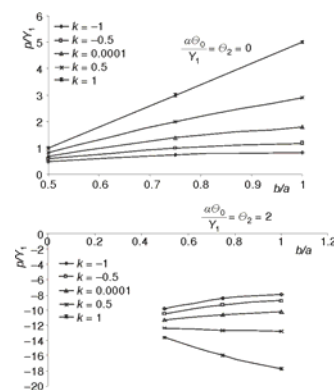 p/Y₁
6
5
4
3
2
1
0
k = −1
k = −0.5
k = 0.0001
k = 0.5
k = 1
αΘ₀/Y₁ = Θ₂ = 0
0.5 0.6 0.7 0.8 0.9 1
b/a
αΘ₀/Y₁ = Θ₂ = 2
0 0.2 0.4 0.6 0.8 1 1.2
b/a
p/Y₁
0
−2
−4
−6
−8
−10
−12
−14
−16
−18
−20
k = −1
k = −0.5
k = 0.0001
k = 0.5
k = 1